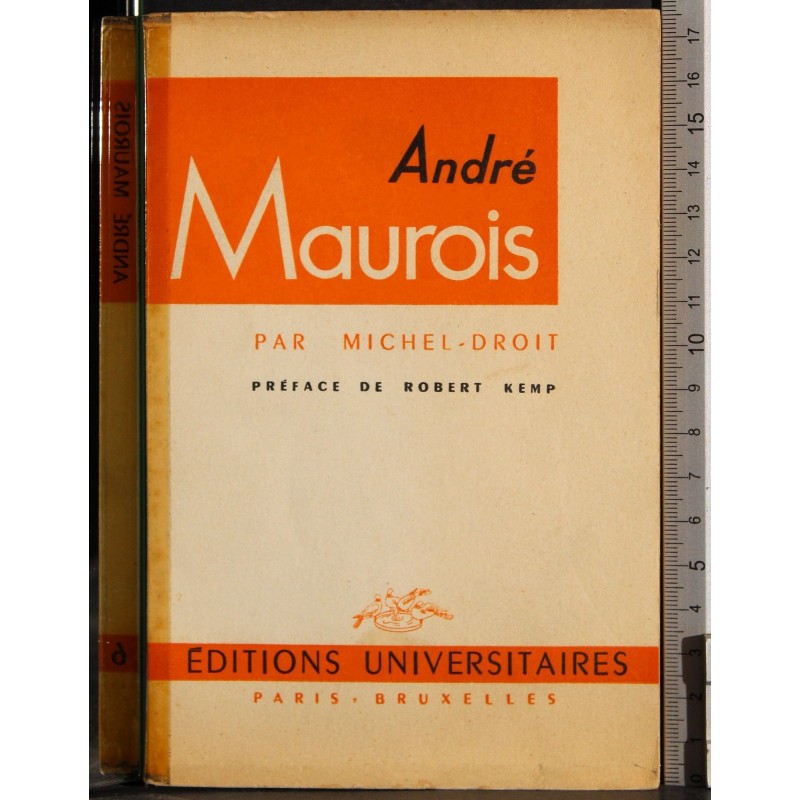 André
Maurois
PAR MICHEL-DROIT
PRÉFACE DE ROBERT KEMP
ÉDITIONS UNIVERSITAIRES
PARIS - BRUXELLES
ANDRÉ MAUROIS
6
17
16
15
14
13
12
11
10
9
8
7
6
5
4
3
2
1
0